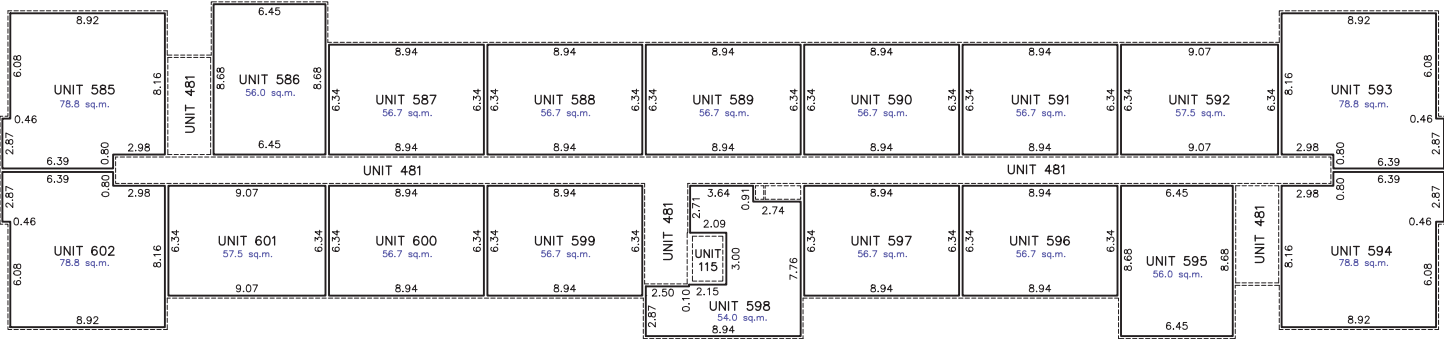 8.92
6.08
8.16
UNIT 585
78.8 sq.m.
0.46
2.87
6.39
0.80
2.98
UNIT 481
6.45
8.68
8.68
UNIT 586
56.0 sq.m.
6.45
8.94
6.34
UNIT 587
56.7 sq.m.
6.34
8.94
8.94
6.34
UNIT 588
56.7 sq.m.
6.34
8.94
8.94
6.34
UNIT 589
56.7 sq.m.
6.34
8.94
8.94
6.34
UNIT 590
56.7 sq.m.
6.34
8.94
8.94
6.34
UNIT 591
56.7 sq.m.
6.34
8.94
9.07
6.34
UNIT 592
57.5 sq.m.
6.34
9.07
8.92
8.16
6.08
UNIT 593
78.8 sq.m.
0.46
2.87
2.98
0.80
6.39
UNIT 481
UNIT 481
6.39
2.87
0.80
2.98
0.46
UNIT 602
78.8 sq.m.
6.08
8.16
8.92
9.07
6.34
UNIT 601
57.5 sq.m.
6.34
9.07
8.94
6.34
UNIT 600
56.7 sq.m.
6.34
8.94
8.94
6.34
UNIT 599
56.7 sq.m.
6.34
8.94
UNIT 481
3.64
0.91
2.71
2.74
2.09
UNIT
115
3.00
7.76
2.50
0.10
2.15
2.87
UNIT 598
54.0 sq.m.
8.94
8.94
6.34
UNIT 597
56.7 sq.m.
6.34
8.94
8.94
6.34
UNIT 596
56.7 sq.m.
6.34
8.94
6.45
8.68
UNIT 595
56.0 sq.m.
8.68
6.45
UNIT 481
6.39
2.98
0.80
2.87
0.46
8.16
UNIT 594
78.8 sq.m.
6.08
8.92